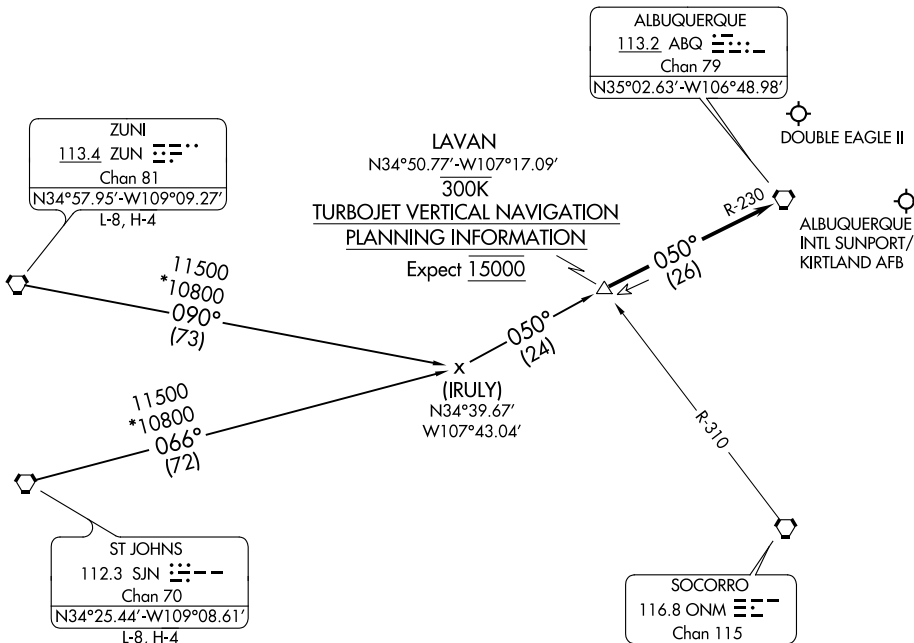 ALBUQUERQUE
113.2 ABQ
Chan 79
N35°02.63'-W106°48.98'
DOUBLE EAGLE II
ZUNI
113.4 ZUN
Chan 81
N34°57.95'-W109°09.27'
L-8, H-4
LAVAN
N34°50.77'-W107°17.09'
300K
TURBOJET VERTICAL NAVIGATION
PLANNING INFORMATION
Expect 15000
R-230
ALBUQUERQUE
INTL SUNPORT/
KIRTLAND AFB
050°
(26)
11500
*10800
090°
(73)
050°
(24)
X
(IRULY)
N34°39.67'
W107°43.04'
11500
*10800
066°
(72)
R-310
ST JOHNS
112.3 SJN
Chan 70
N34°25.44'-W109°08.61'
L-8, H-4
SOCORRO
116.8 ONM
Chan 115